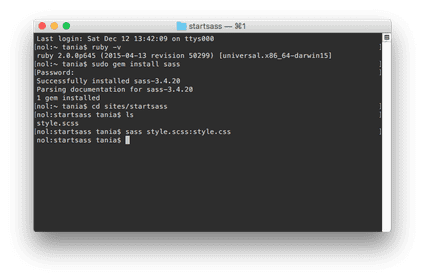 startsass — ⌘1
Last login: Sat Dec 12 13:42:09 on ttys000
[nol:~ tania$ ruby -v ]
ruby 2.0.0p645 (2015-04-13 revision 50299) [universal.x86_64-darwin15]
[nol:~ tania$ sudo gem install sass ]
[Password: ]
Successfully installed sass-3.4.20
Parsing documentation for sass-3.4.20
1 gem installed
[nol:~ tania$ cd sites/startsass ]
[nol:startsass tania$ ls ]
style.scss
[nol:startsass tania$ sass style.scss:style.css ]
nol:startsass tania$